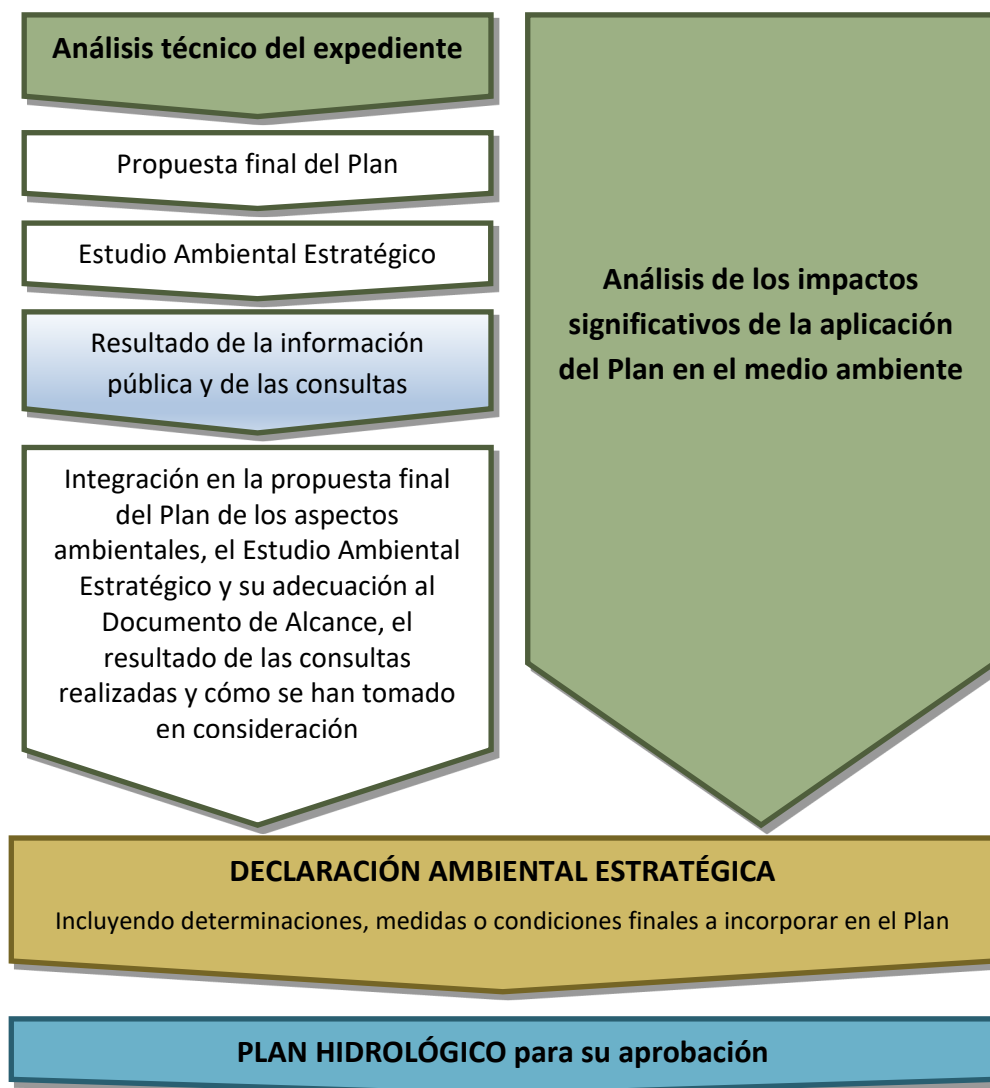 Análisis técnico del expediente
Propuesta final del Plan
Estudio Ambiental Estratégico
Resultado de la información
pública y de las consultas
Integración en la propuesta final
del Plan de los aspectos
ambientales, el Estudio Ambiental
Estratégico y su adecuación al
Documento de Alcance, el
resultado de las consultas
realizadas y cómo se han tomado
en consideración
Análisis de los impactos
significativos de la aplicación
del Plan en el medio ambiente
DECLARACIÓN AMBIENTAL ESTRATÉGICA
Incluyendo determinaciones, medidas o condiciones finales a incorporar en el Plan
PLAN HIDROLÓGICO para su aprobación